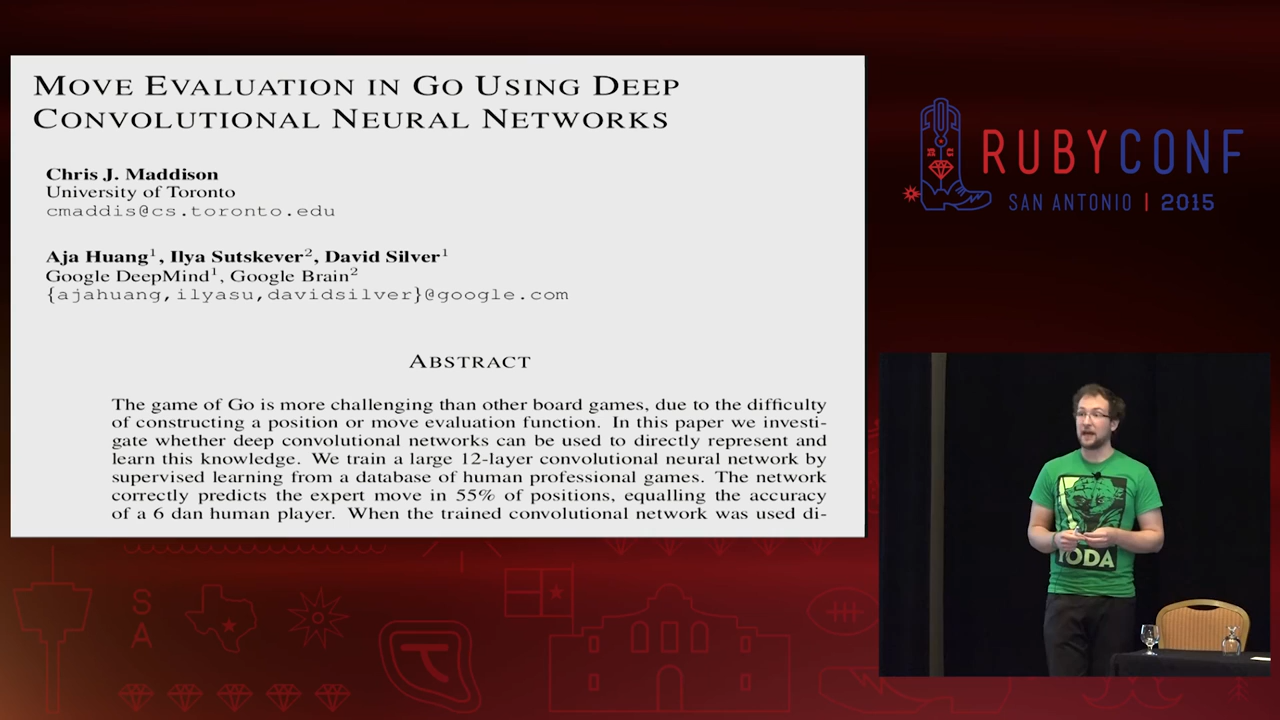 MOVE EVALUATION IN GO USING DEEP
CONVOLUTIONAL NEURAL NETWORKS
Chris J. Maddison
University of Toronto
cmaddis@cs.toronto.edu
Aja Huang¹, Ilya Sutskever², David Silver¹
Google DeepMind¹, Google Brain²
{ajahuang,ilyasu,davidsilver}@google.com
ABSTRACT
The game of Go is more challenging than other board games, due to the difficulty
of constructing a position or move evaluation function. In this paper we investi-
gate whether deep convolutional networks can be used to directly represent and
learn this knowledge. We train a large 12-layer convolutional neural network by
supervised learning from a database of human professional games. The network
correctly predicts the expert move in 55% of positions, equalling the accuracy
of a 6 dan human player. When the trained convolutional network was used di-
RUBYCONF
SAN ANTONIO | 2015
YODA
S
A